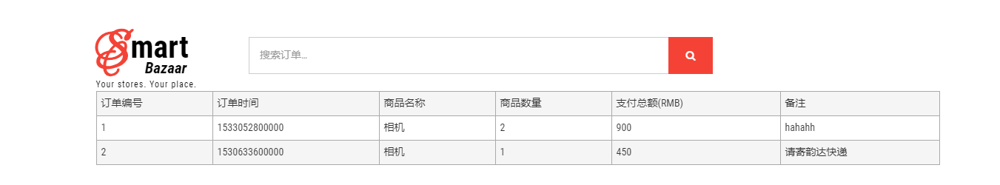 Smart
Bazaar
Your stores. Your place.
搜索订单...
订单编号 订单时间 商品名称 商品数量 支付总额(RMB) 备注
1 1533052800000 相机 2 900 hahahh
2 1530633600000 相机 1 450 请寄韵达快递